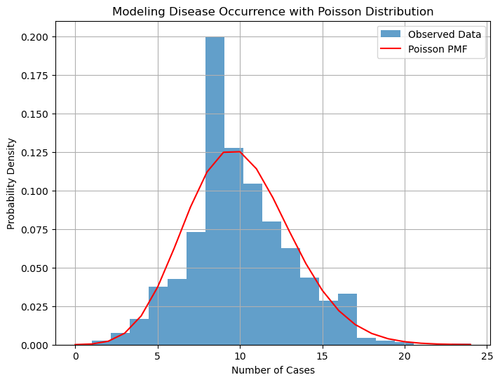 Modeling Disease Occurrence with Poisson Distribution
Observed Data
Poisson PMF
Probability Density
0.200
0.175
0.150
0.125
0.100
0.075
0.050
0.025
0.000
0 5 10 15 20 25
Number of Cases